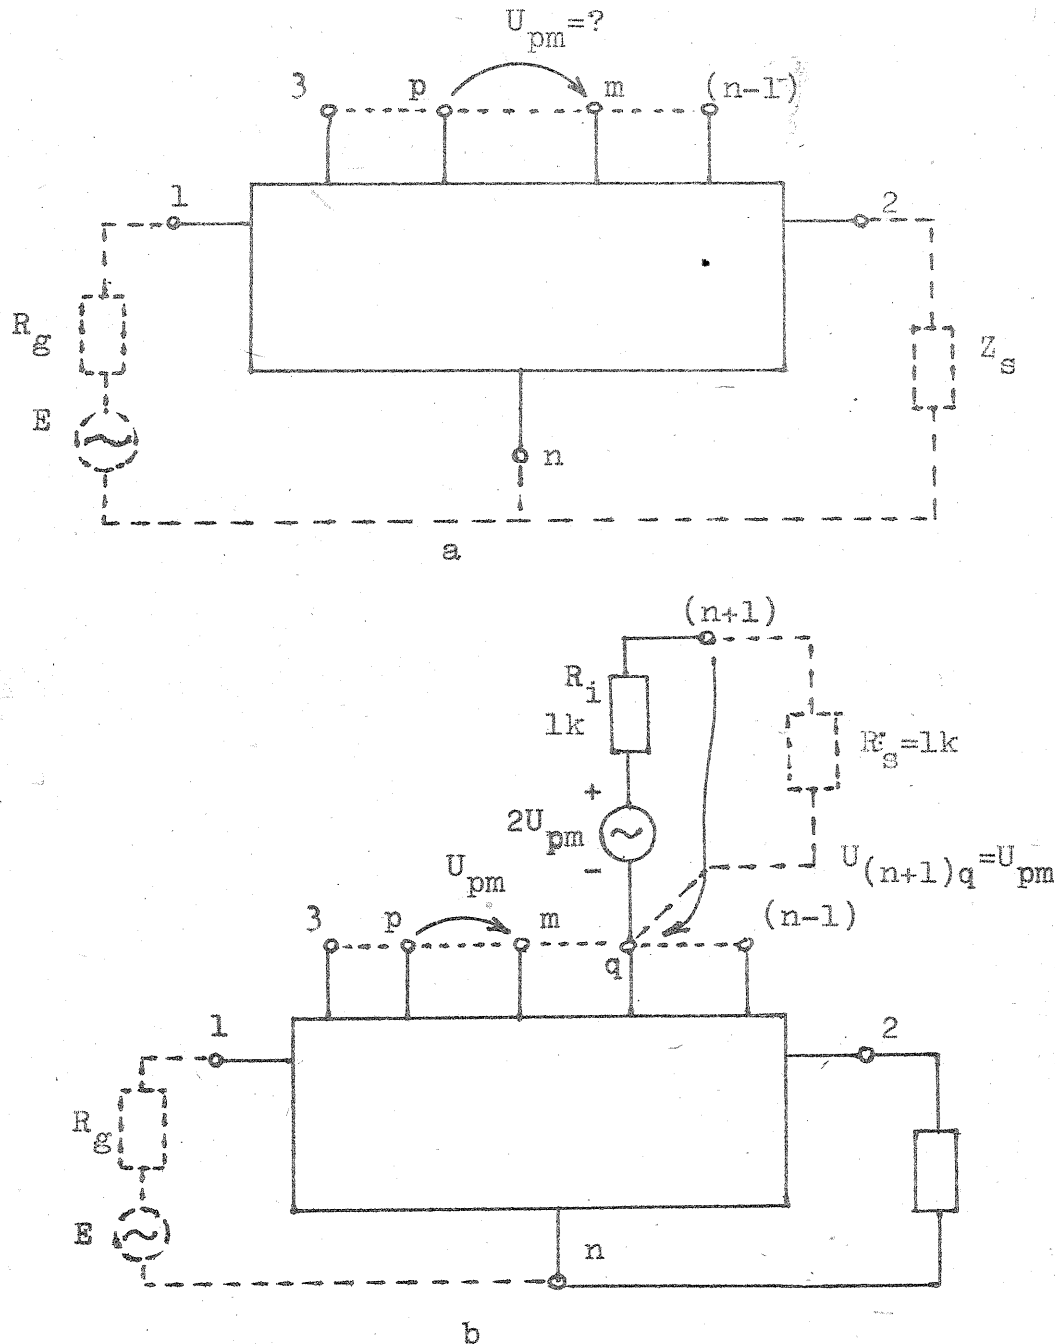 U_pm=?
3 p m (n-1)
1 2
R_g
Z_s
E
n
a
(n+1)
R_i
1k
R_s=1k
+
2U_pm
-
U_(n+1)q=U_pm
U_pm
3 p m q (n-1)
1 2
R_g
E
n
b